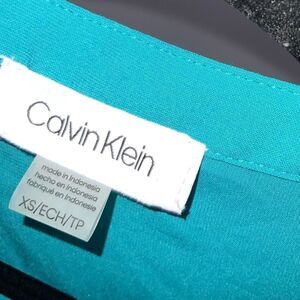 Calvin Klein
made in Indonesia
hecho en Indonesia
fabriqué en Indonésie
XS/ECH/TP